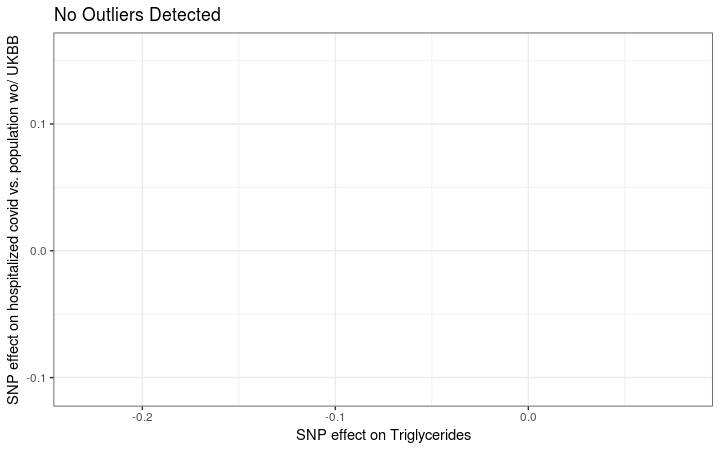 No Outliers Detected
SNP effect on hospitalized covid vs. population wo/ UKBB
0.1
0.0
-0.1
-0.2
-0.1
0.0
SNP effect on Triglycerides